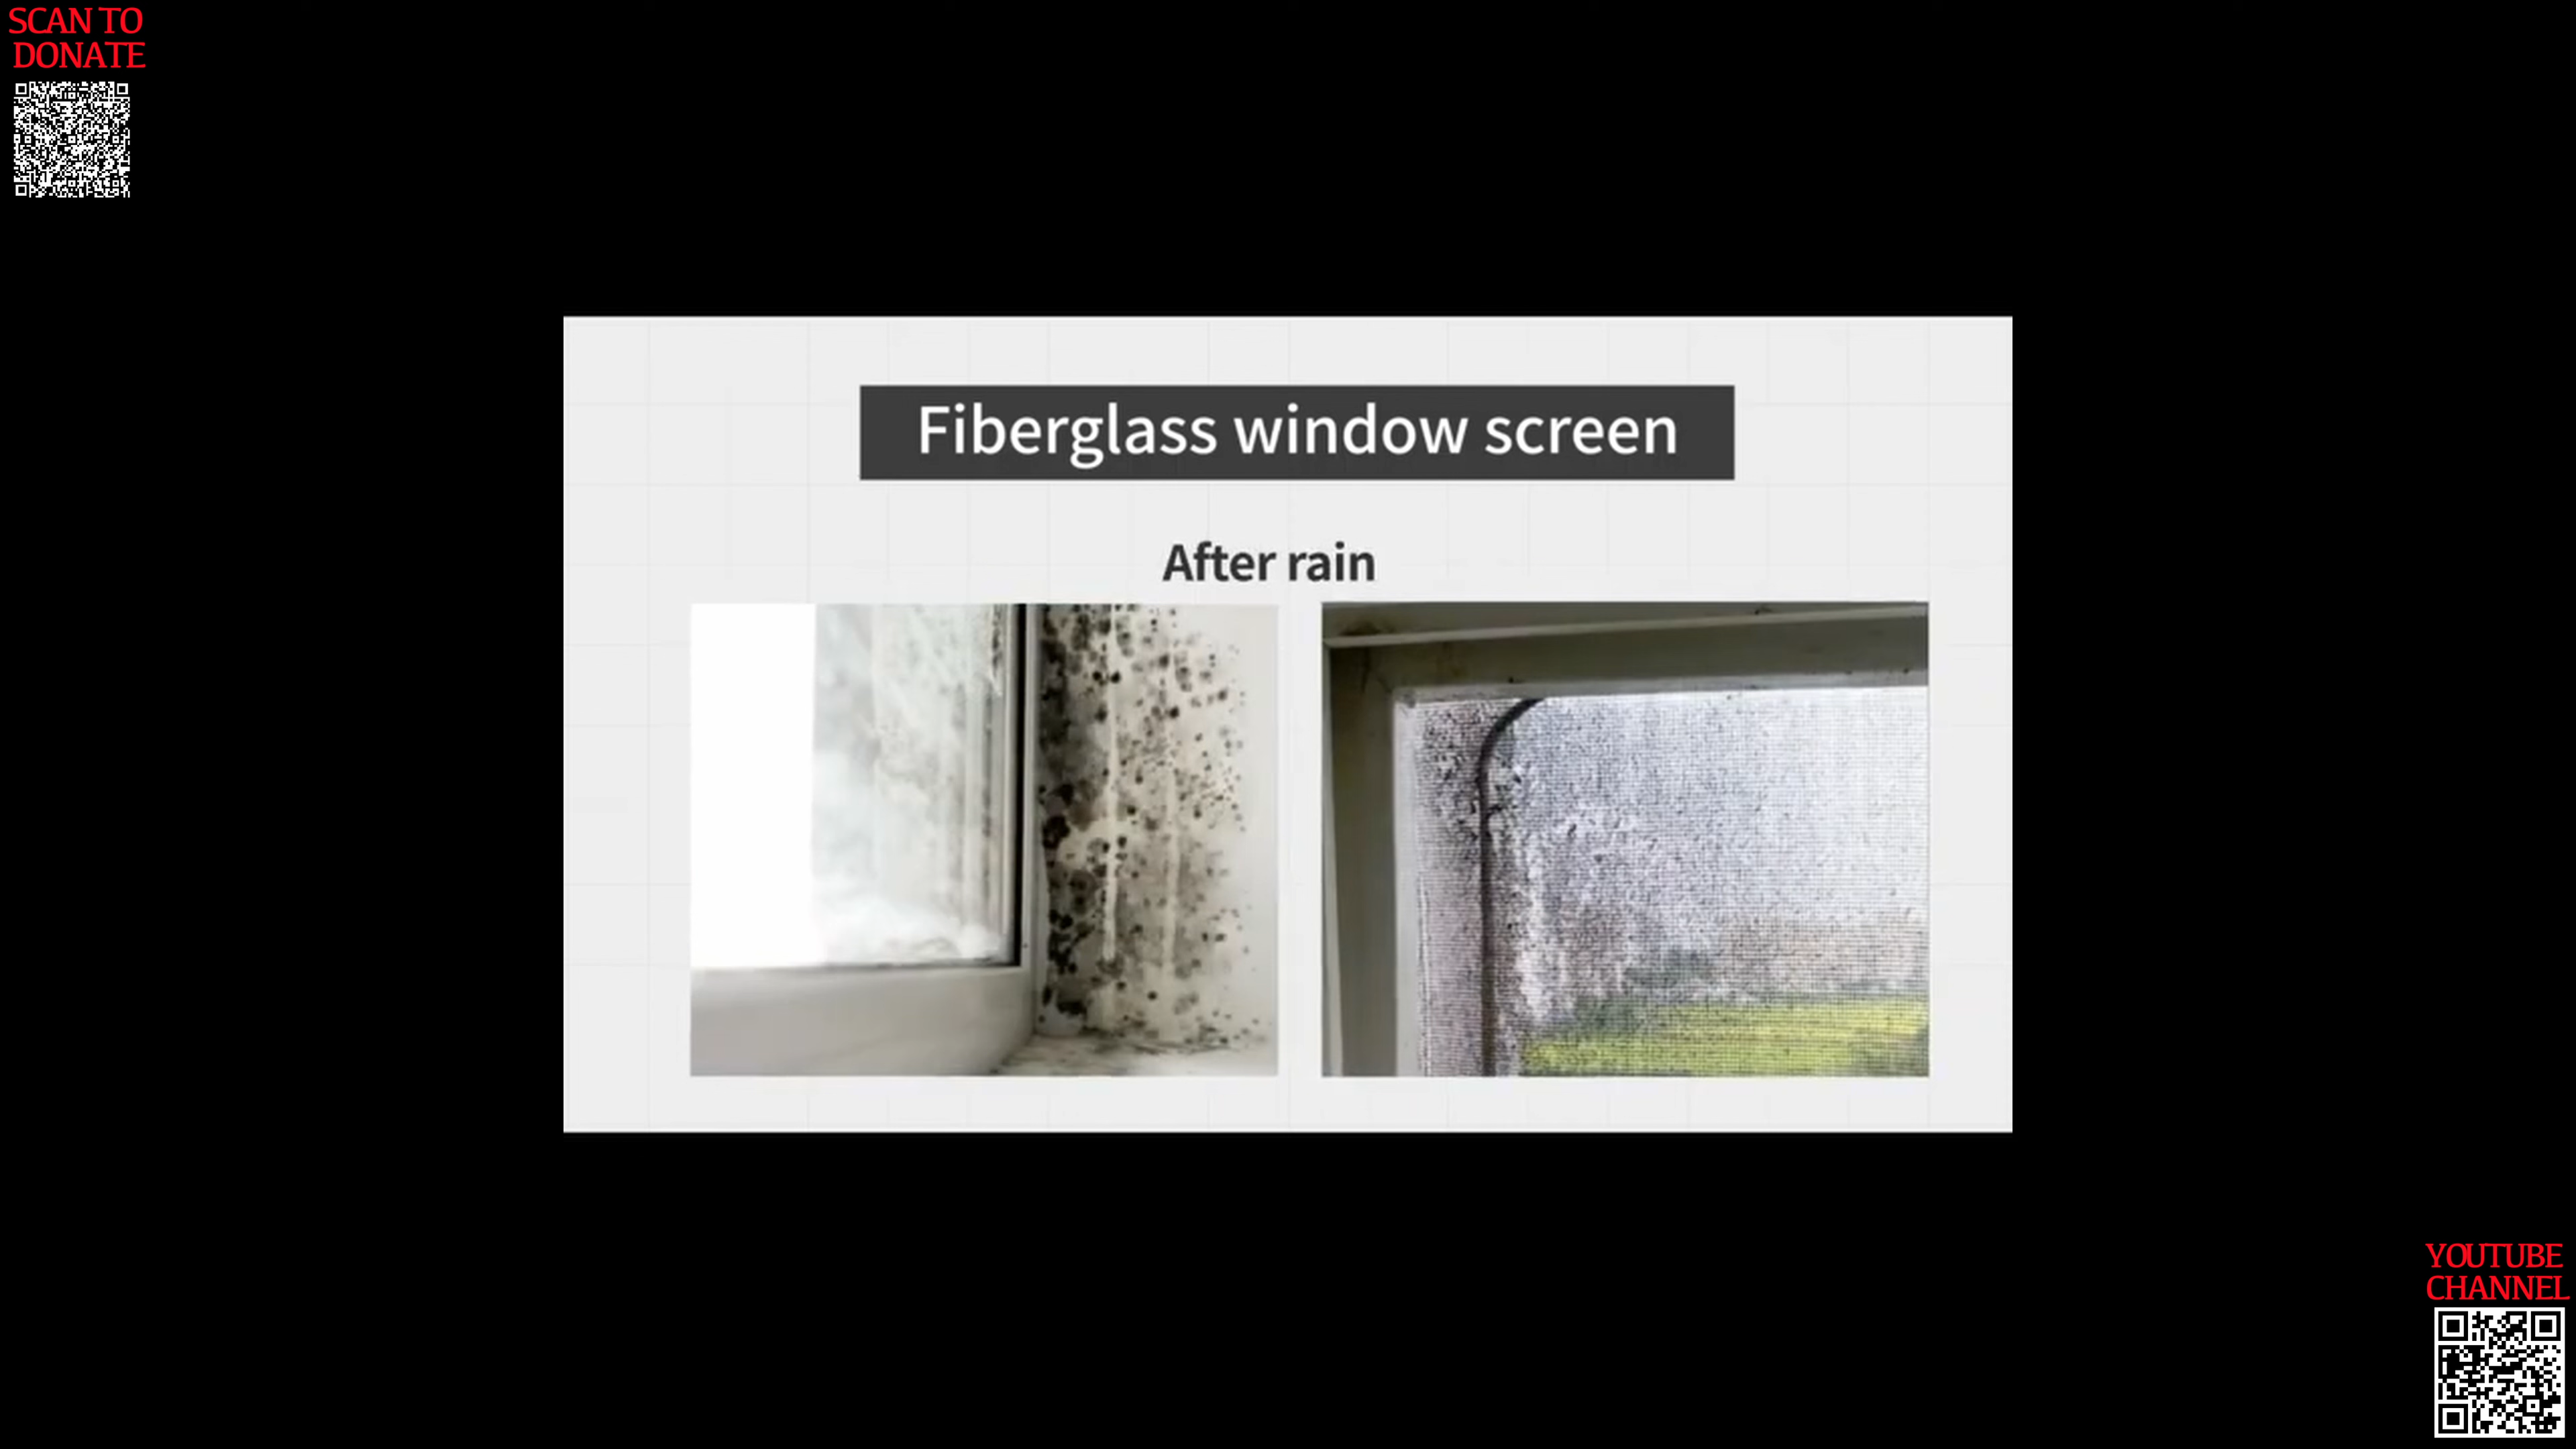 SCAN TO
DONATE
Fiberglass window screen
After rain
YOUTUBE
CHANNEL